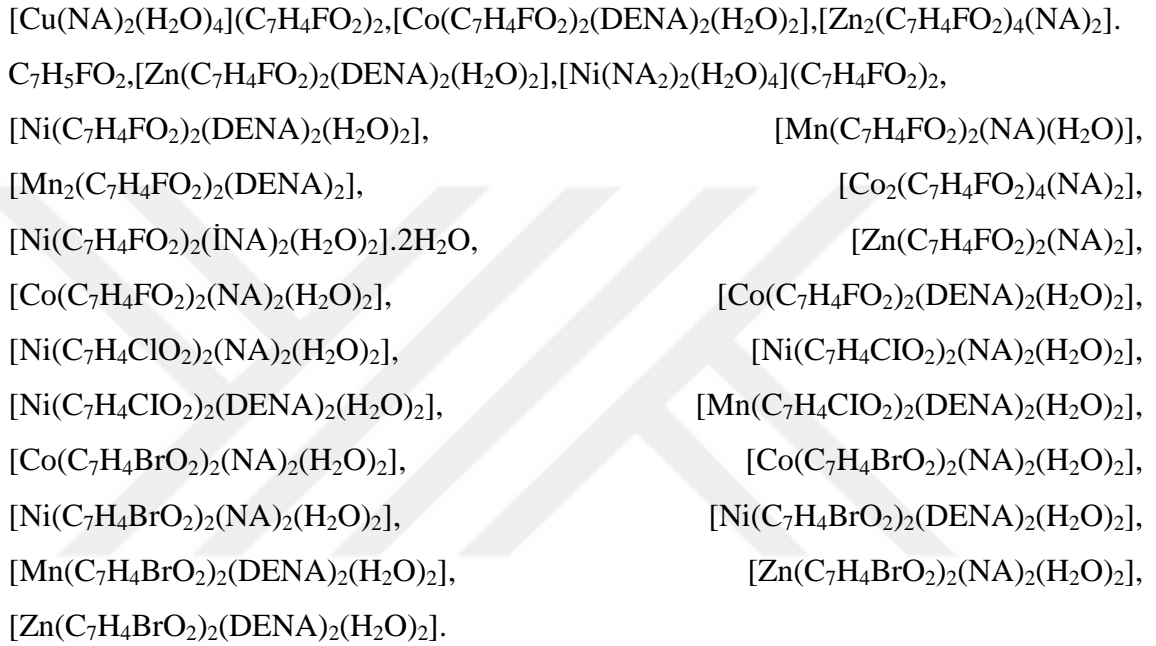 [Cu(NA)₂(H₂O)₄](C₇H₄FO₂)₂,[Co(C₇H₄FO₂)₂(DENA)₂(H₂O)₂],[Zn₂(C₇H₄FO₂)₄(NA)₂].
C₇H₅FO₂,[Zn(C₇H₄FO₂)₂(DENA)₂(H₂O)₂],[Ni(NA₂)₂(H₂O)₄](C₇H₄FO₂)₂,
[Ni(C₇H₄FO₂)₂(DENA)₂(H₂O)₂], [Mn(C₇H₄FO₂)₂(NA)(H₂O)],
[Mn₂(C₇H₄FO₂)₂(DENA)₂], [Co₂(C₇H₄FO₂)₄(NA)₂],
[Ni(C₇H₄FO₂)₂(İNA)₂(H₂O)₂].2H₂O, [Zn(C₇H₄FO₂)₂(NA)₂],
[Co(C₇H₄FO₂)₂(NA)₂(H₂O)₂], [Co(C₇H₄FO₂)₂(DENA)₂(H₂O)₂],
[Ni(C₇H₄ClO₂)₂(NA)₂(H₂O)₂], [Ni(C₇H₄CIO₂)₂(NA)₂(H₂O)₂],
[Ni(C₇H₄CIO₂)₂(DENA)₂(H₂O)₂], [Mn(C₇H₄CIO₂)₂(DENA)₂(H₂O)₂],
[Co(C₇H₄BrO₂)₂(NA)₂(H₂O)₂], [Co(C₇H₄BrO₂)₂(NA)₂(H₂O)₂],
[Ni(C₇H₄BrO₂)₂(NA)₂(H₂O)₂], [Ni(C₇H₄BrO₂)₂(DENA)₂(H₂O)₂],
[Mn(C₇H₄BrO₂)₂(DENA)₂(H₂O)₂], [Zn(C₇H₄BrO₂)₂(NA)₂(H₂O)₂],
[Zn(C₇H₄BrO₂)₂(DENA)₂(H₂O)₂].